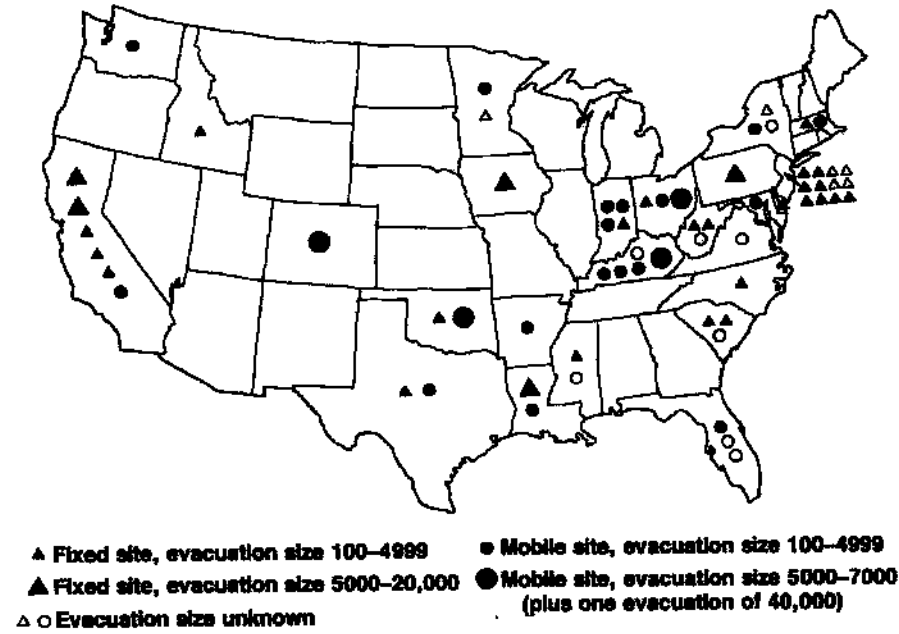 Fixed site, evacuation size 100–4999
Mobile site, evacuation size 100–4999
Fixed site, evacuation size 5000–20,000
Mobile site, evacuation size 5000–7000
(plus one evacuation of 40,000)
Evacuation size unknown